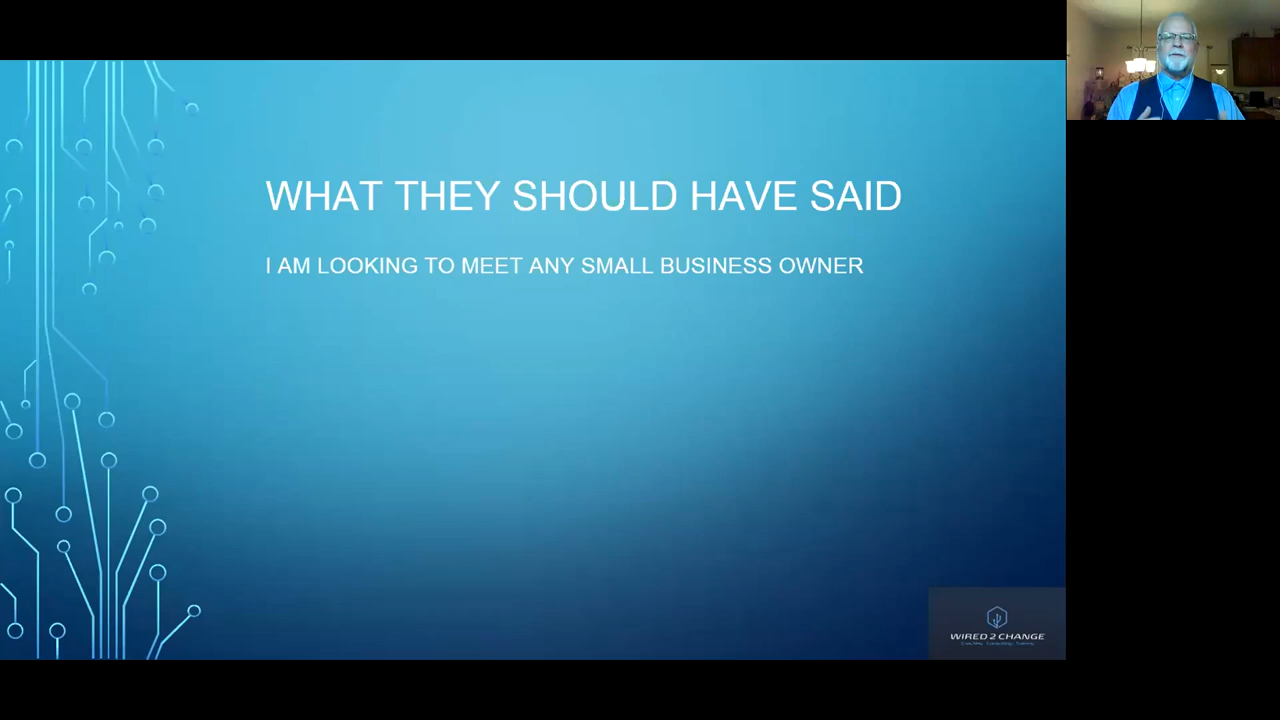 WHAT THEY SHOULD HAVE SAID
I AM LOOKING TO MEET ANY SMALL BUSINESS OWNER
WIRED 2 CHANGE